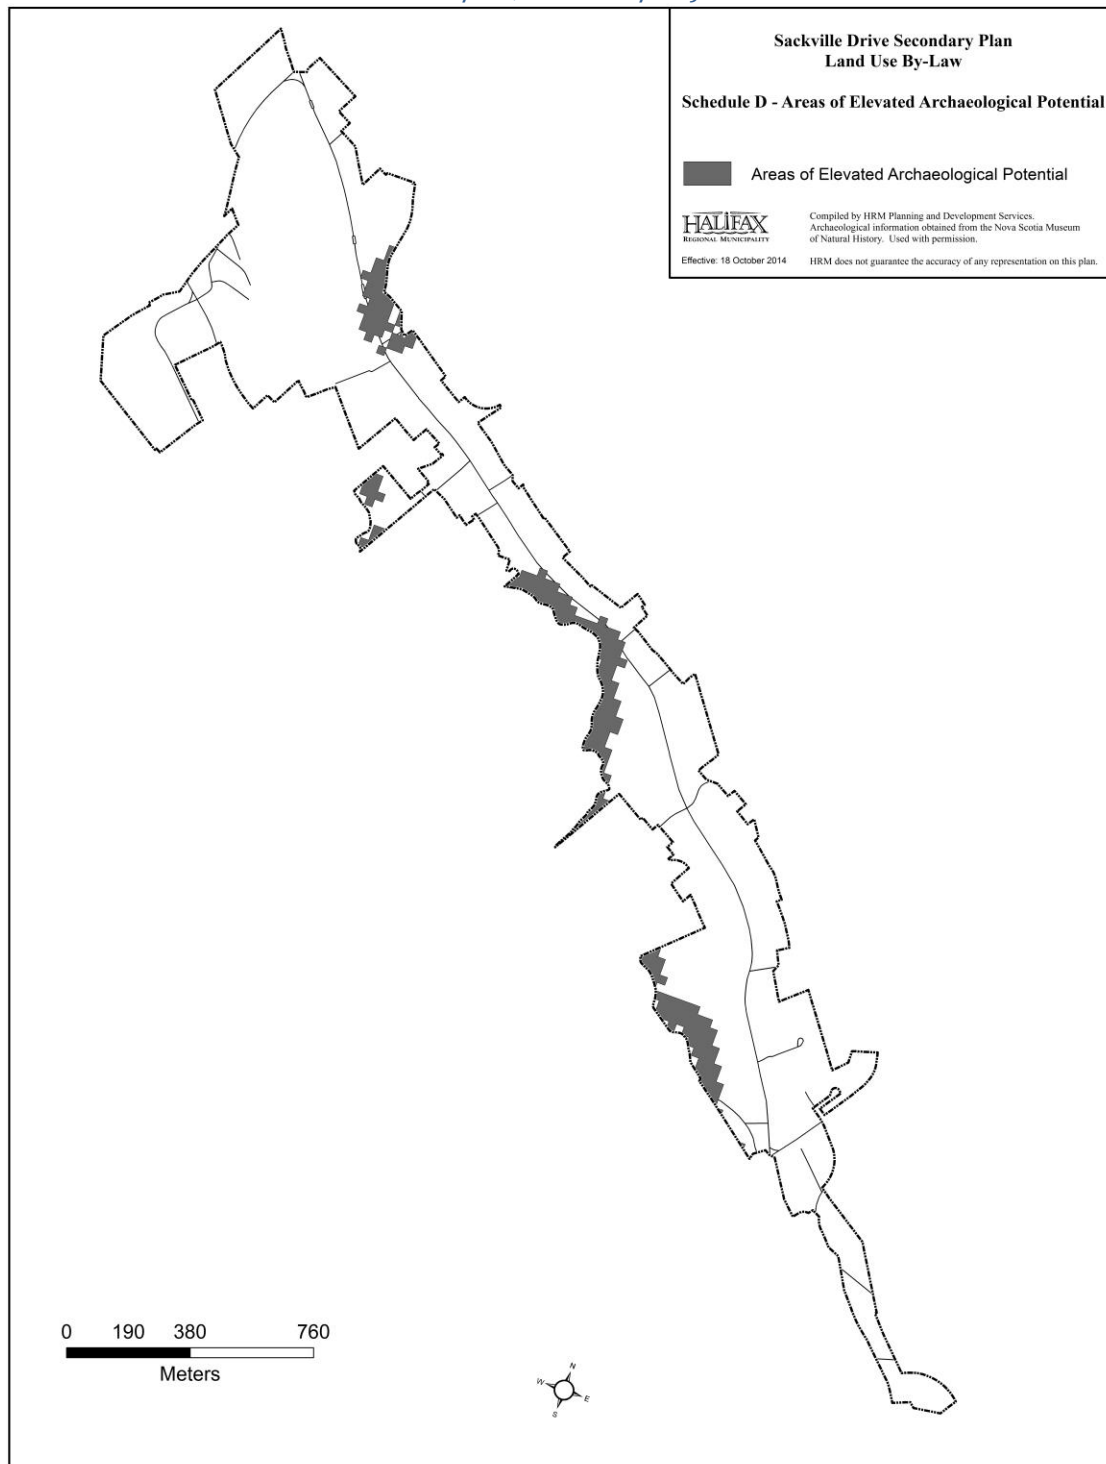 Sackville Drive Secondary Plan
Land Use By-Law
Schedule D - Areas of Elevated Archaeological Potential
Areas of Elevated Archaeological Potential
HALIFAX
REGIONAL MUNICIPALITY
Compiled by HRM Planning and Development Services.
Archaeological information obtained from the Nova Scotia Museum
of Natural History. Used with permission.
Effective: 18 October 2014
HRM does not guarantee the accuracy of any representation on this plan.
0 190 380 760
Meters
N
W
E
S